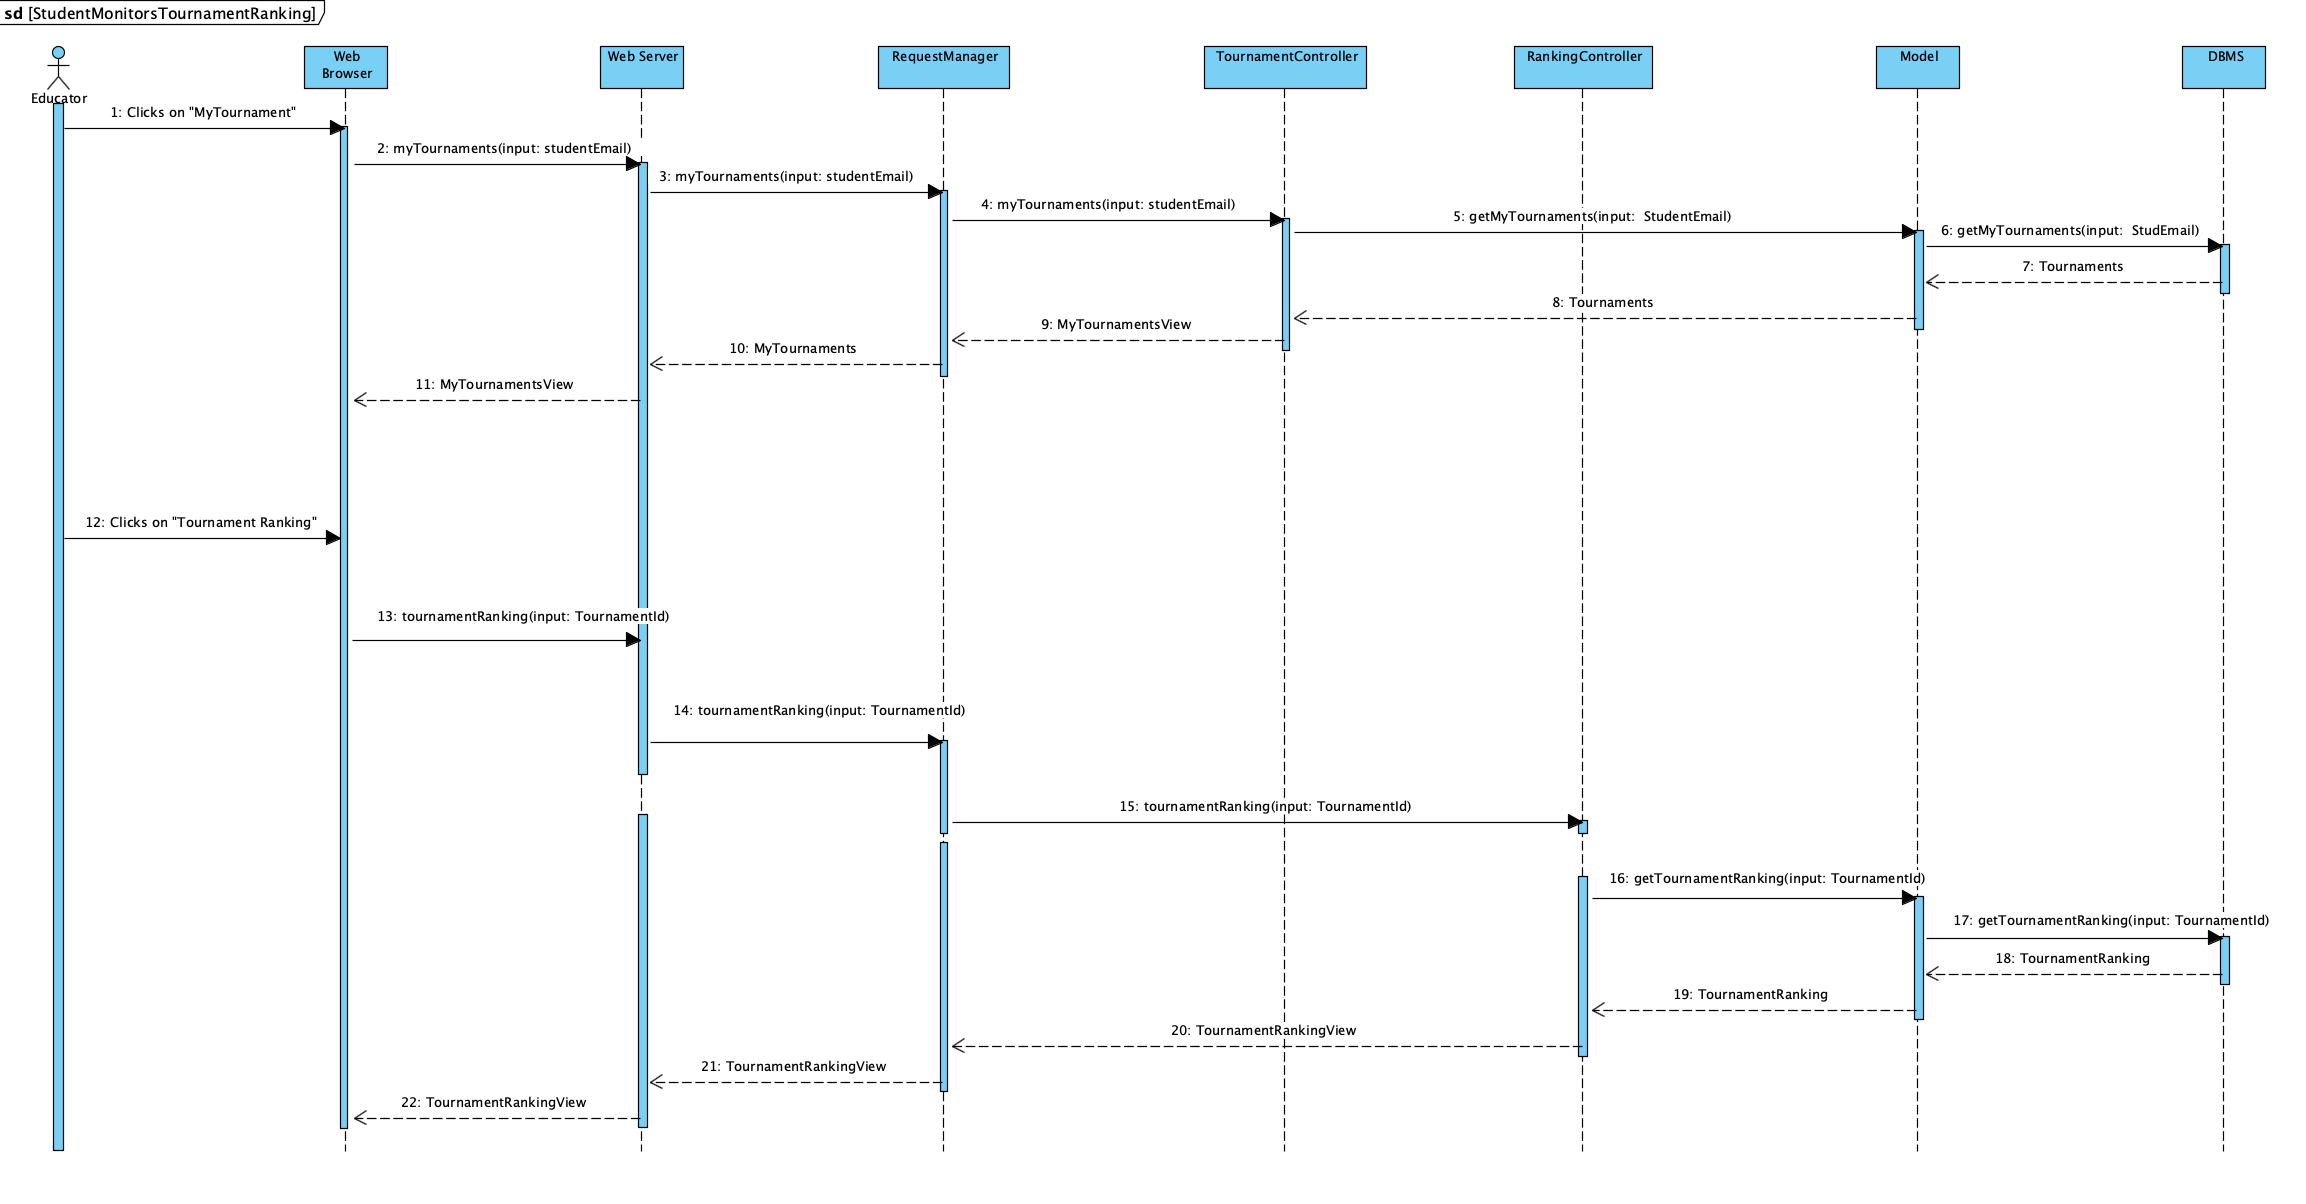 sd [StudentMonitorsTournamentRanking]
Educator
Web
Browser
Web Server
RequestManager
TournamentController
RankingController
Model
DBMS
1: Clicks on "MyTournament"
2: myTournaments(input: studentEmail)
3: myTournaments(input: studentEmail)
4: myTournaments(input: studentEmail)
5: getMyTournaments(input:  StudentEmail)
6: getMyTournaments(input:  StudEmail)
7: Tournaments
8: Tournaments
9: MyTournamentsView
10: MyTournaments
11: MyTournamentsView
12: Clicks on "Tournament Ranking"
13: tournamentRanking(input: TournamentId)
14: tournamentRanking(input: TournamentId)
15: tournamentRanking(input: TournamentId)
16: getTournamentRanking(input: TournamentId)
17: getTournamentRanking(input: TournamentId)
18: TournamentRanking
19: TournamentRanking
20: TournamentRankingView
21: TournamentRankingView
22: TournamentRankingView